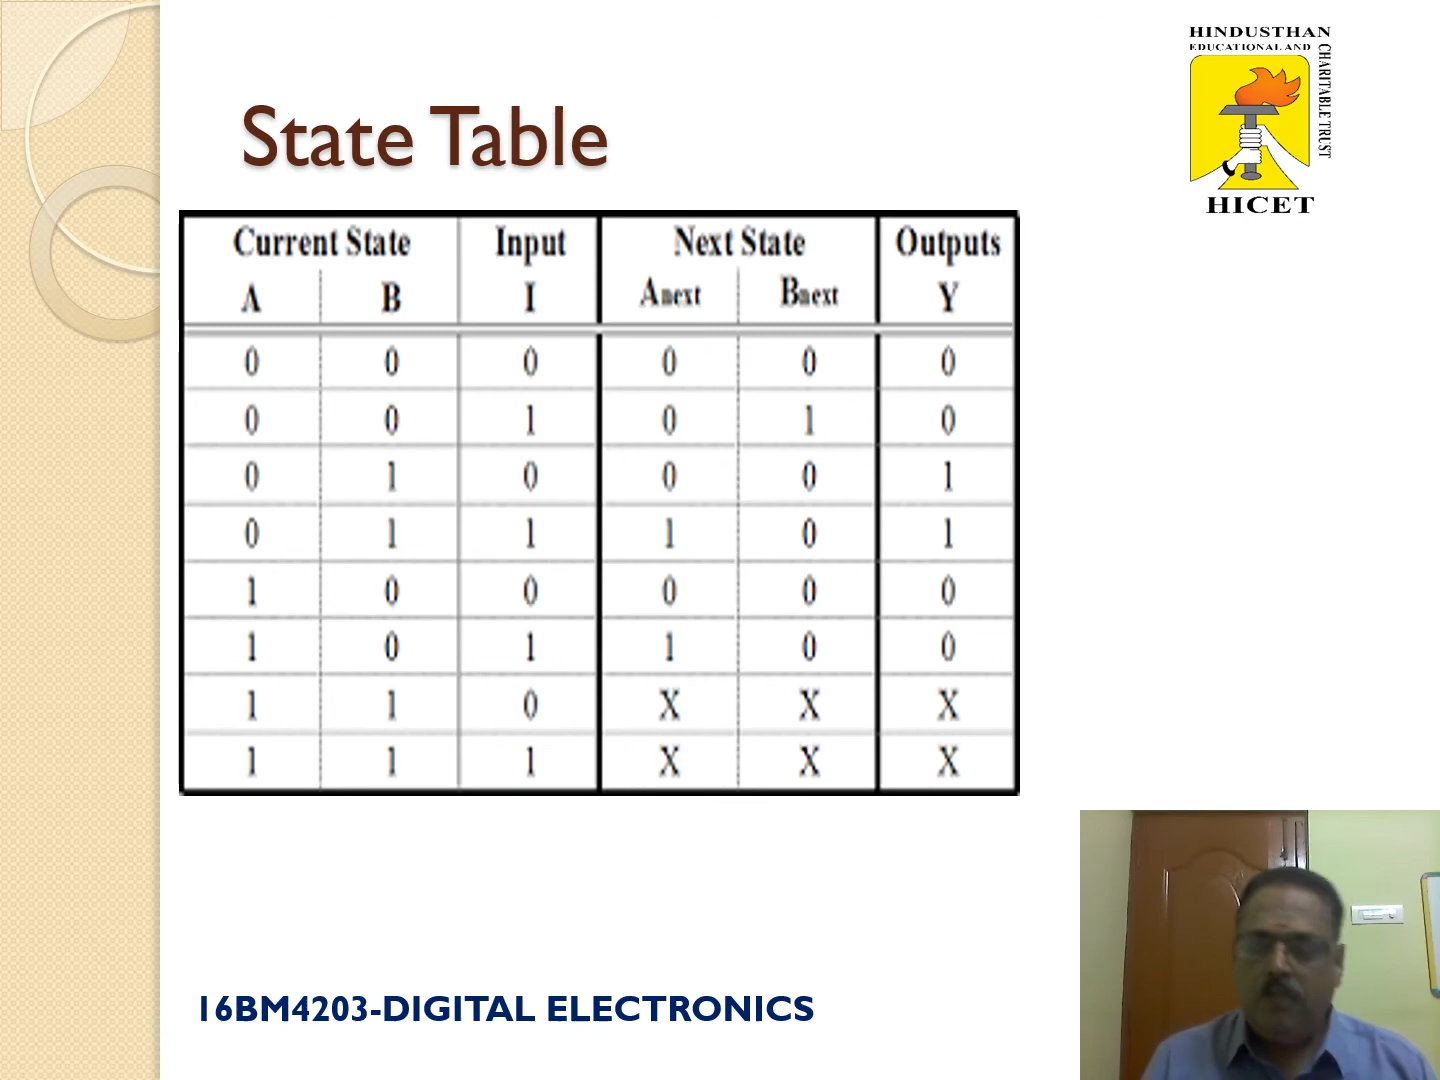 HINDUSTHAN
EDUCATIONAL AND
CHARITABLE TRUST
HICET
State Table
Current State Input Next State Outputs
A B I Anext Bnext Y
0 0 0 0 0 0
0 0 1 0 1 0
0 1 0 0 0 1
0 1 1 1 0 1
1 0 0 0 0 0
1 0 1 1 0 0
1 1 0 X X X
1 1 1 X X X
16BM4203-DIGITAL ELECTRONICS